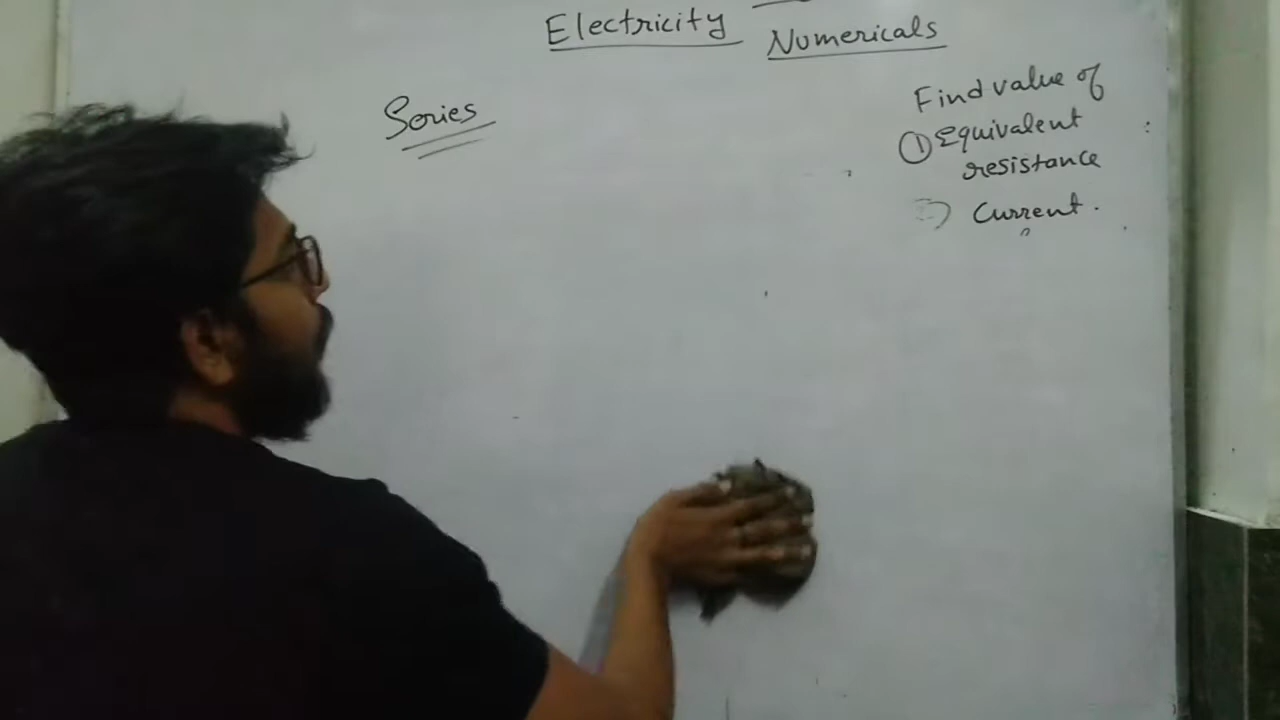 Electricity Numericals
Series
Find value of
① Equivalent
resistance
② Current.